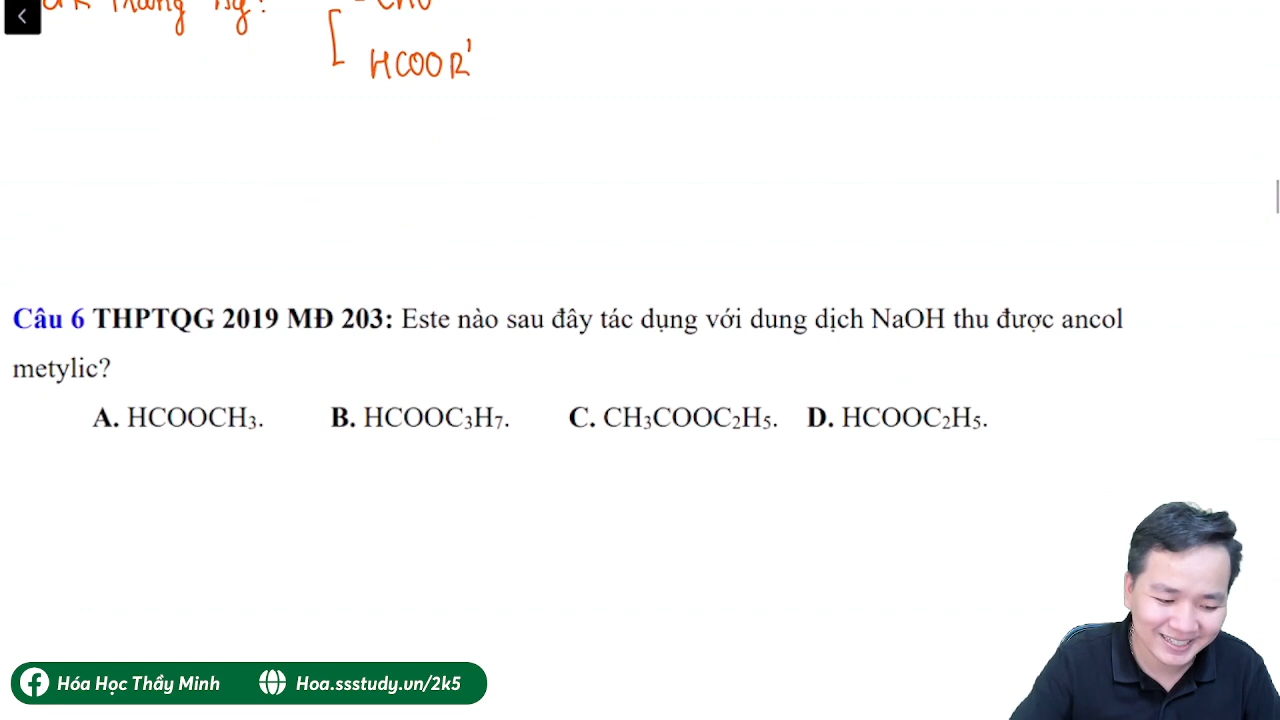 HCOOR'
Câu 6 THPTQG 2019 MĐ 203: Este nào sau đây tác dụng với dung dịch NaOH thu được ancol
metylic?
A. HCOOCH₃. B. HCOOC₃H₇. C. CH₃COOC₂H₅. D. HCOOC₂H₅.
Hóa Học Thầy Minh Hoa.ssstudy.vn/2k5